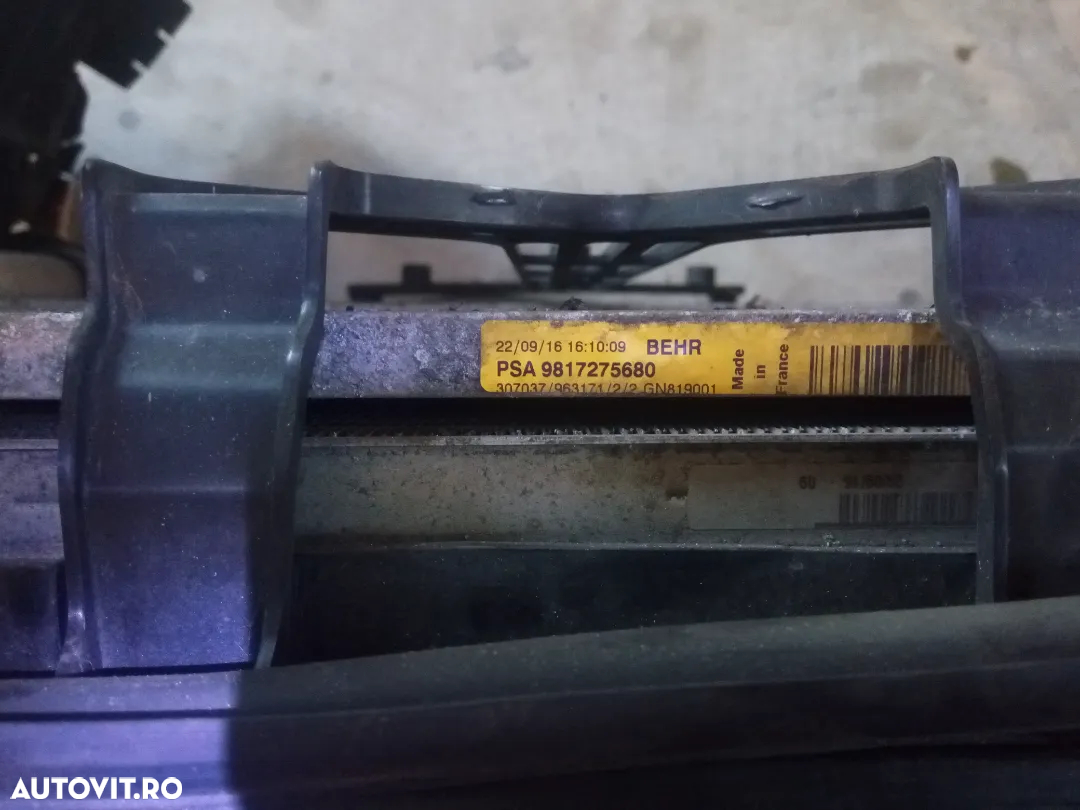 22/09/16 16:10:09 BEHR
PSA 9817275680
307037/963171/2/2 GN819001
Made
in
France
AUTOVIT.RO